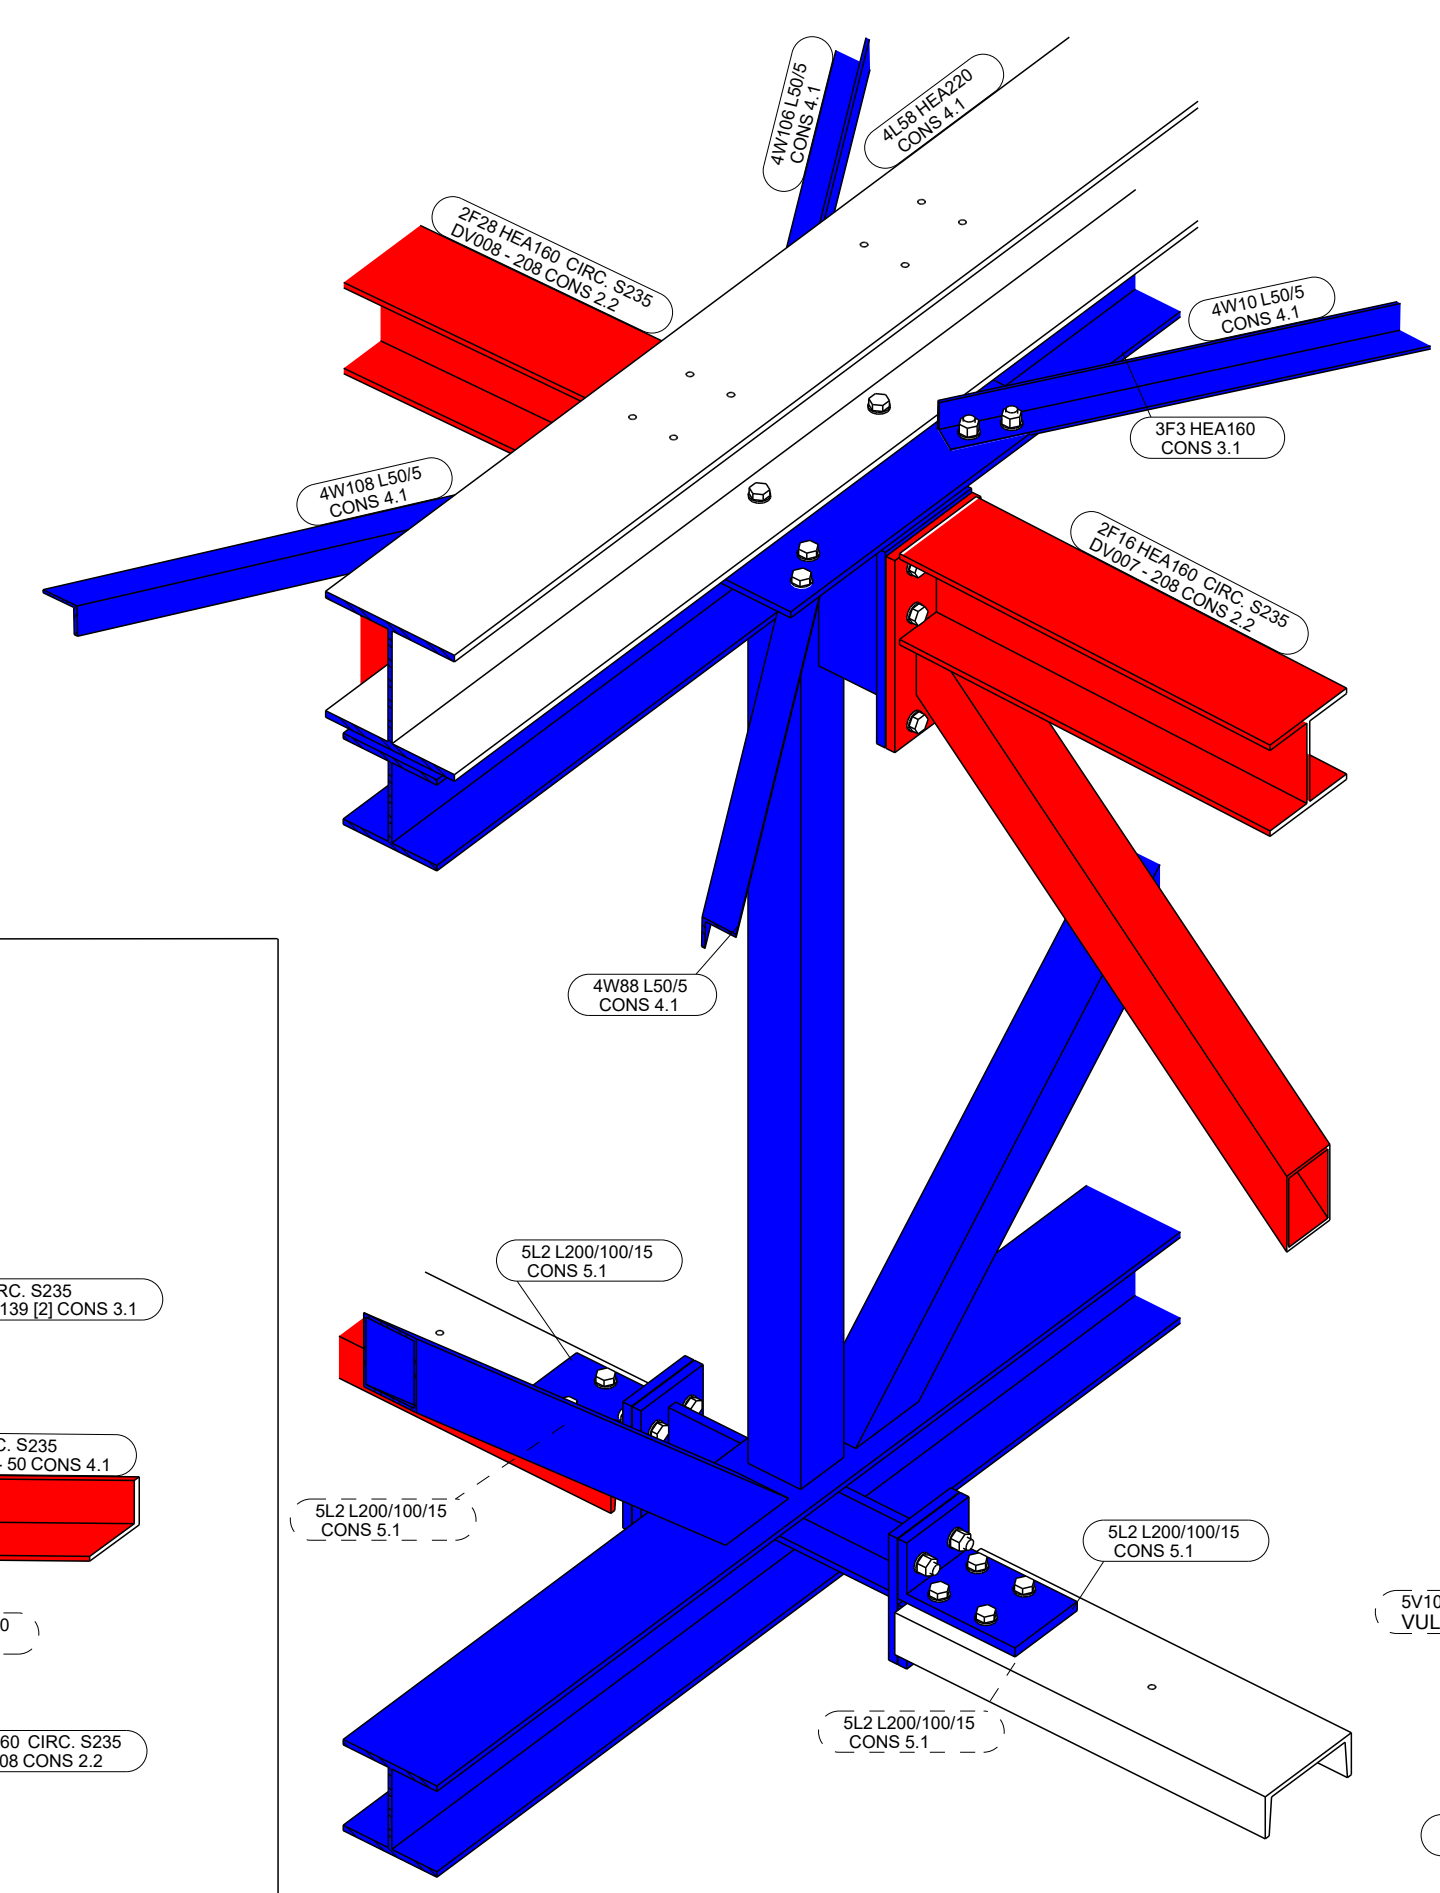 4W106 L50/5
CONS 4.1
4L58 HEA220
CONS 4.1
2F28 HEA160 CIRC. S235
DV008 - 208 CONS 2.2
4W10 L50/5
CONS 4.1
3F3 HEA160
CONS 3.1
4W108 L50/5
CONS 4.1
2F16 HEA160 CIRC. S235
DV007 - 208 CONS 2.2
4W88 L50/5
CONS 4.1
5L2 L200/100/15
CONS 5.1
RC. S235
139 [2] CONS 3.1
C. S235
- 50 CONS 4.1
5L2 L200/100/15
CONS 5.1
5L2 L200/100/15
CONS 5.1
0
5V10
VUL
5L2 L200/100/15
CONS 5.1
60 CIRC. S235
08 CONS 2.2